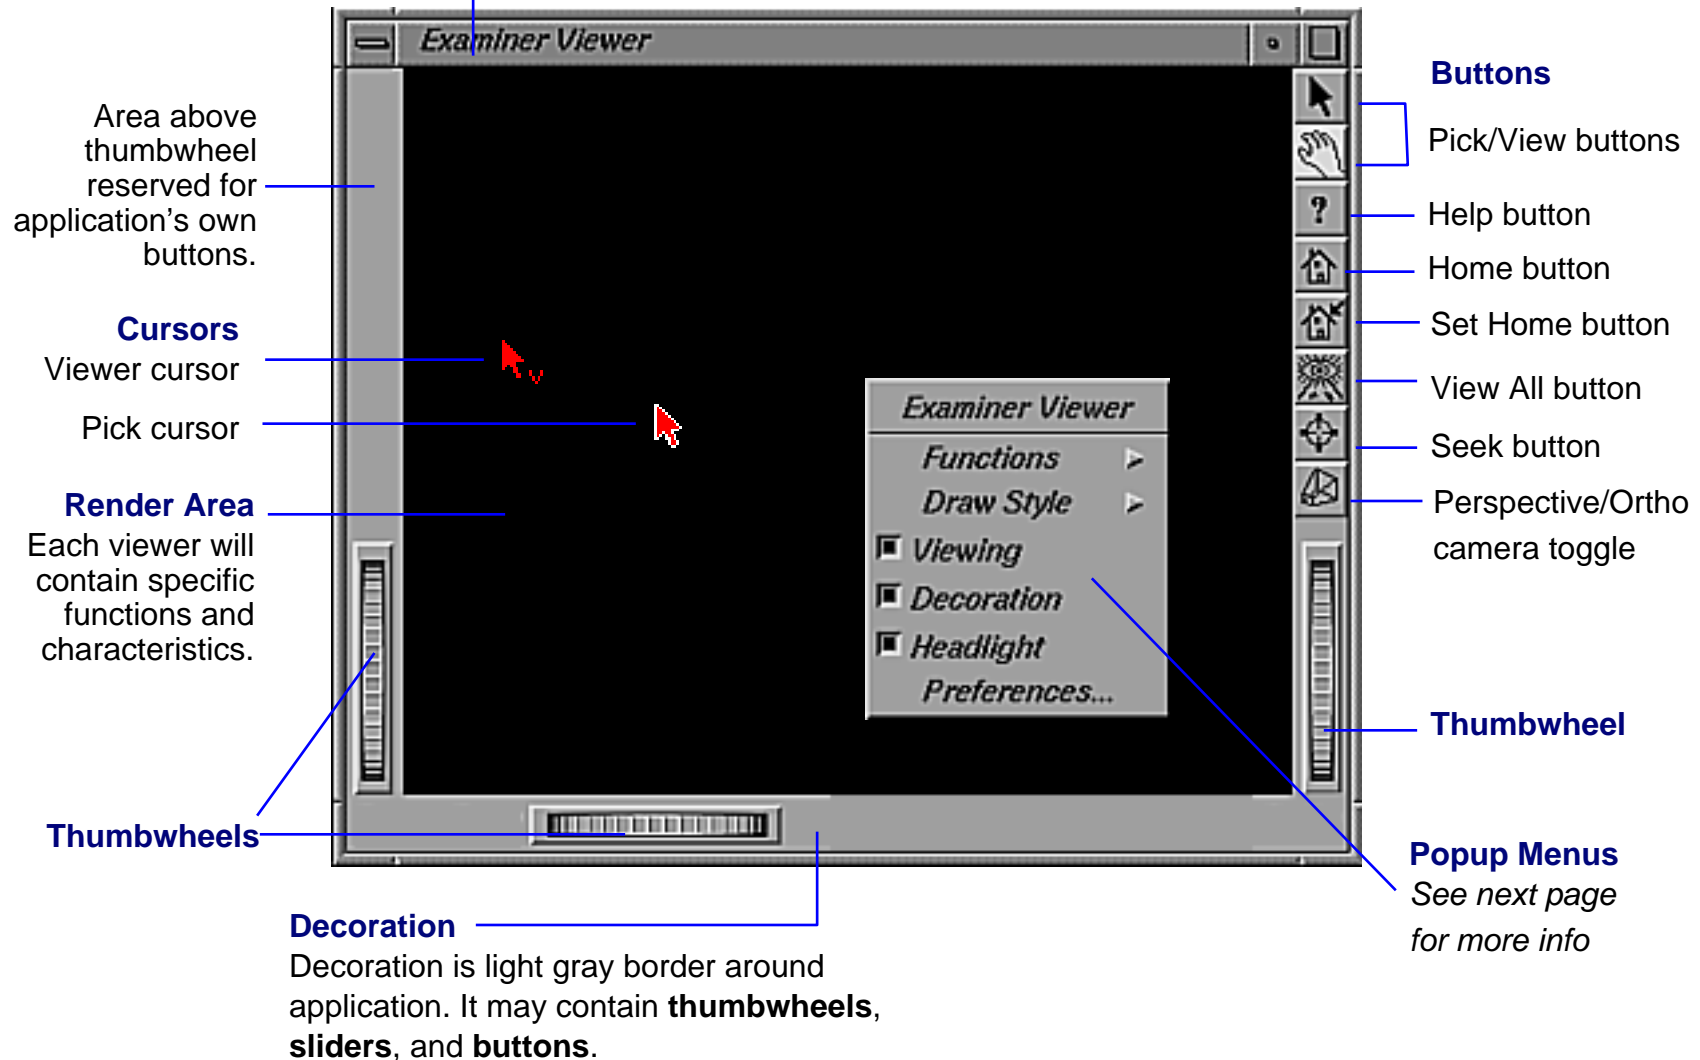 Examiner Viewer
Area above
thumbwheel
reserved for
application’s own
buttons.
Cursors
Viewer cursor
Pick cursor
Render Area
Each viewer will
contain specific
functions and
characteristics.
Thumbwheels
V
Examiner Viewer
Functions
Draw Style
Viewing
Decoration
Headlight
Preferences...
?
Buttons
Pick/View buttons
Help button
Home button
Set Home button
View All button
Seek button
Perspective/Ortho
camera toggle
Thumbwheel
Popup Menus
See next page
for more info
Decoration
Decoration is light gray border around
application. It may contain thumbwheels,
sliders, and buttons.